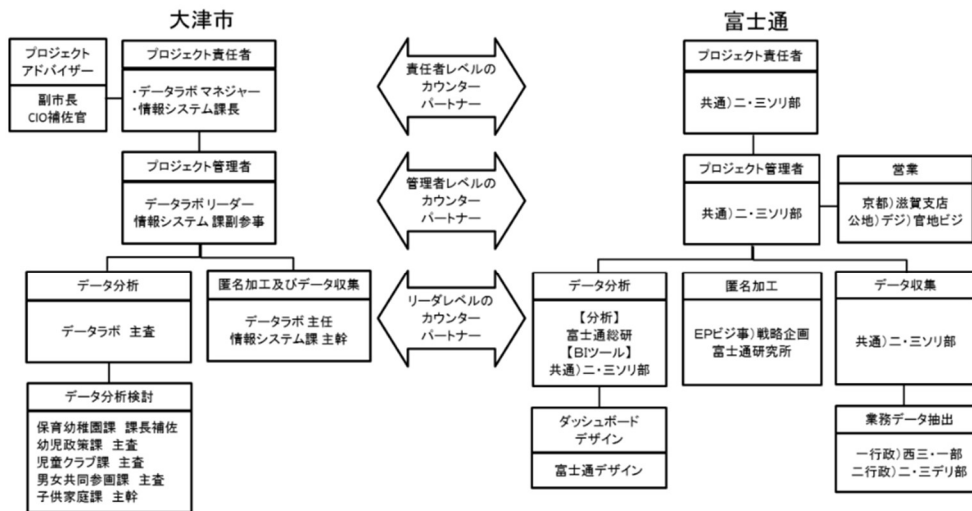 大津市
プロジェクト
アドバイザー
副市長
CIO補佐官
プロジェクト責任者
・データラボ マネジャー
・情報システム課長
プロジェクト管理者
データラボ リーダー
情報システム 課副参事
データ分析
データラボ 主査
匿名加工及びデータ収集
データラボ 主任
情報システム課 主幹
データ分析検討
保育幼稚園課 課長補佐
幼児政策課 主査
児童クラブ課 主査
男女共同参画課 主査
子供家庭課 主幹
責任者レベルの
カウンター
パートナー
管理者レベルの
カウンター
パートナー
リーダレベルの
カウンター
パートナー
富士通
プロジェクト責任者
共通)二・三ソリ部
プロジェクト管理者
共通)二・三ソリ部
営業
京都)滋賀支店
公地)デジ)官地ビジ
データ分析
【分析】
富士通総研
【BIツール】
共通)二・三ソリ部
匿名加工
EPビジ事)戦略企画
富士通研究所
データ収集
共通)二・三ソリ部
ダッシュボード
デザイン
富士通デザイン
業務データ抽出
一行政)西三・一部
二行政)二・三デリ部